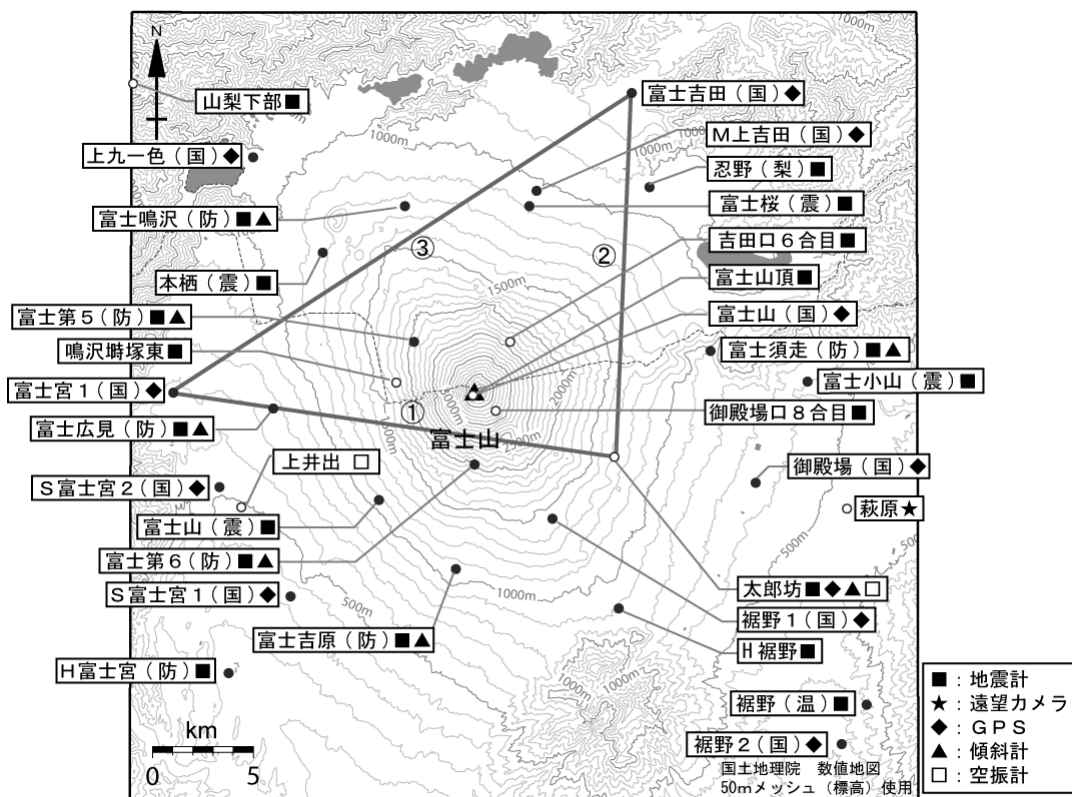 N
1000m
富士吉田（国）◆
山梨下部■
M上吉田（国）◆
1000m
上九一色（国）◆
忍野（梨）■
富士鳴沢（防）■▲
富士桜（震）■
③
②
吉田口６合目■
本栖（震）■
1500m
富士山頂■
富士第５（防）■▲
富士山（国）◆
鳴沢塒塚東■
富士須走（防）■▲
富士宮１（国）◆
2000m
富士小山（震）■
①
御殿場口８合目■
富士広見（防）■▲
富士山
上井出 □
御殿場（国）◆
S富士宮２（国）◆
萩原★
富士山（震）■
500m
富士第６（防）■▲
太郎坊■◆▲□
S富士宮１（国）◆
1000m
500m
裾野１（国）◆
富士吉原（防）■▲
H裾野■
H富士宮（防）■
1000m
1000m
裾野（温）■
km
0 5
裾野２（国）◆
国土地理院 数値地図
50mメッシュ（標高）使用
■：地震計
★：遠望カメラ
◆：ＧＰＳ
▲：傾斜計
□：空振計